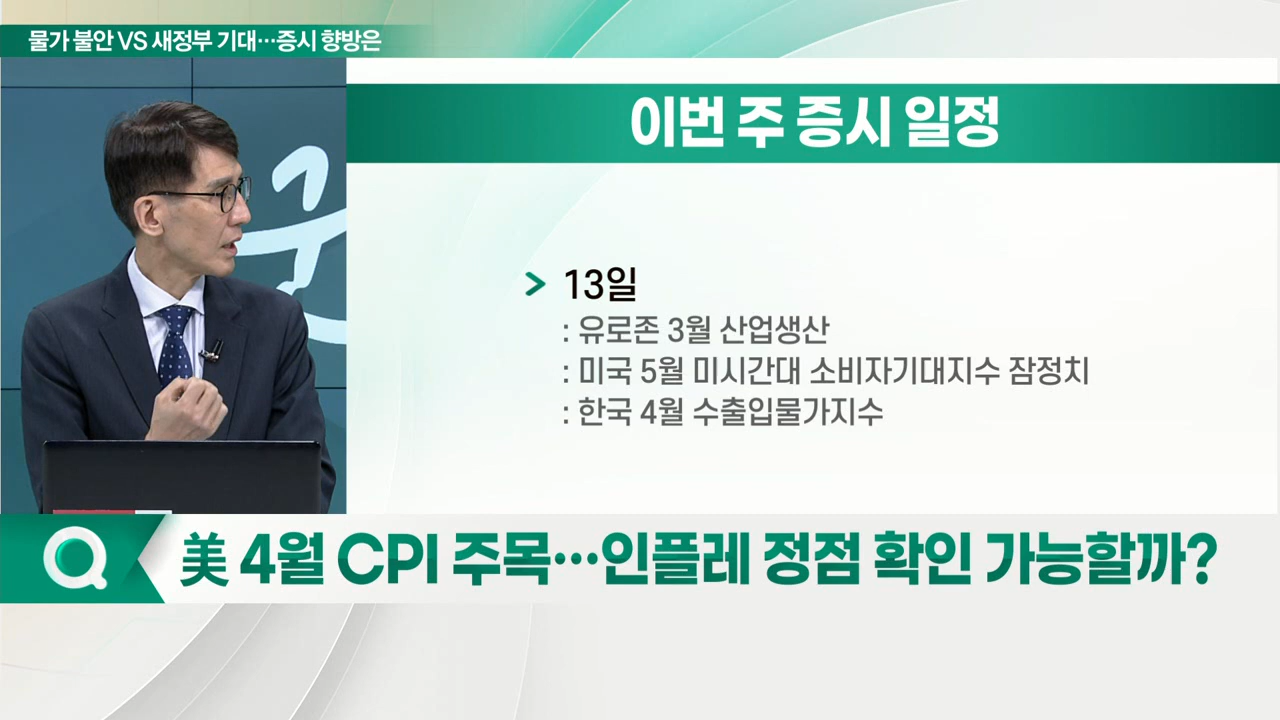 물가 불안 VS 새정부 기대…증시 향방은
이번 주 증시 일정
> 13일
: 유로존 3월 산업생산
: 미국 5월 미시간대 소비자기대지수 잠정치
: 한국 4월 수출입물가지수
美 4월 CPI 주목…인플레 정점 확인 가능할까?